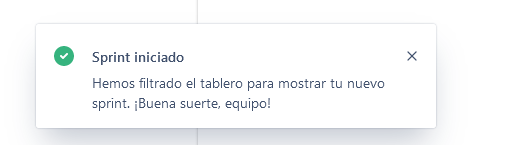 Sprint iniciado
Hemos filtrado el tablero para mostrar tu nuevo
sprint. ¡Buena suerte, equipo!